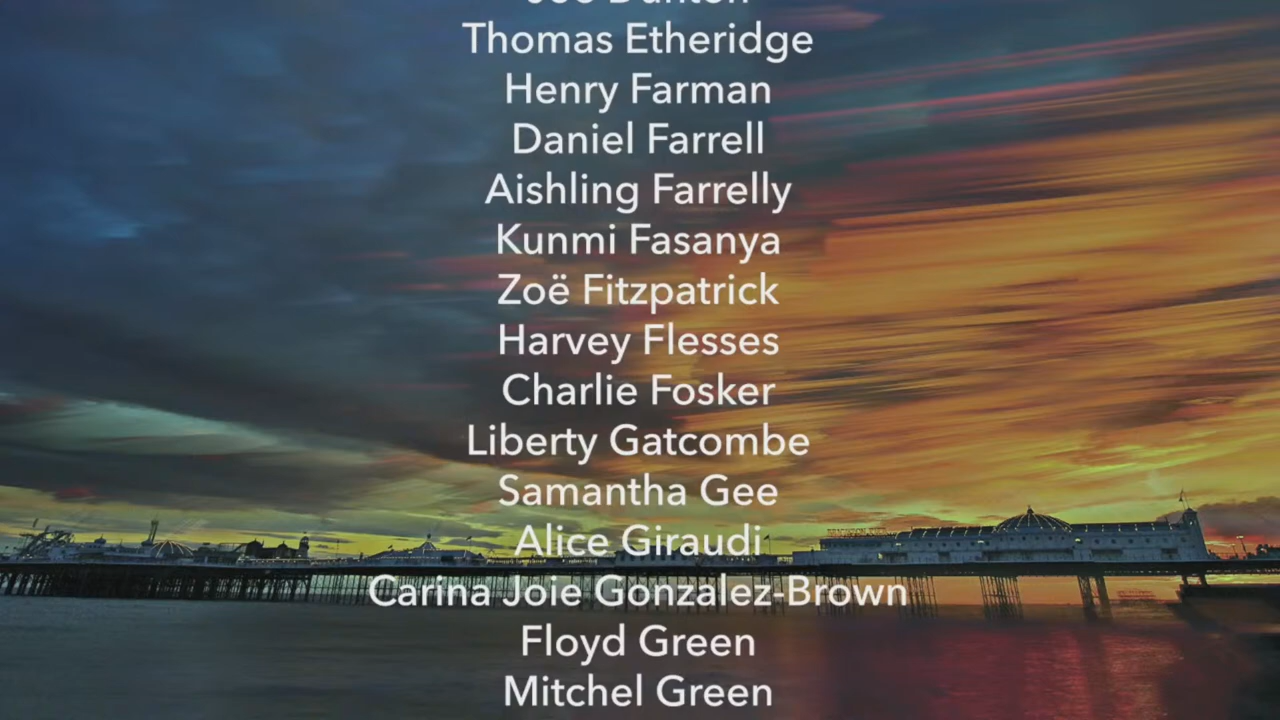 Thomas Etheridge
Henry Farman
Daniel Farrell
Aishling Farrelly
Kunmi Fasanya
Zoë Fitzpatrick
Harvey Flesses
Charlie Fosker
Liberty Gatcombe
Samantha Gee
Alice Giraudi
Carina Joie Gonzalez-Brown
Floyd Green
Mitchel Green